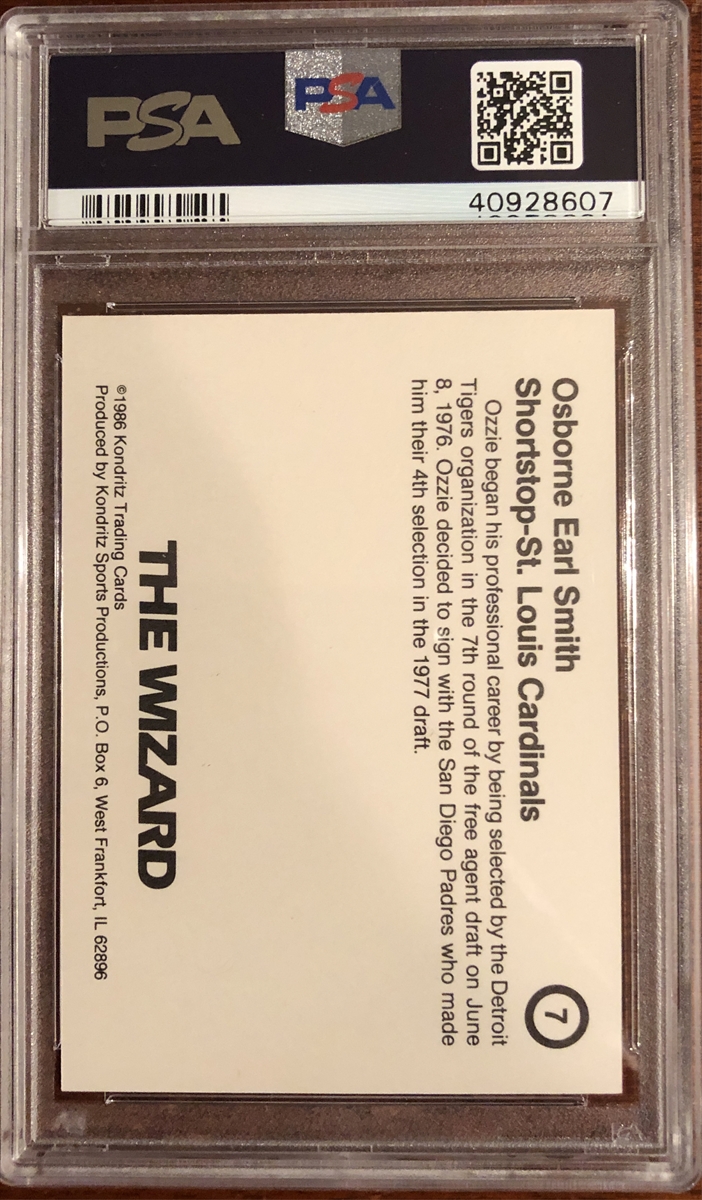 PSA
PSA
40928607
Osborne Earl Smith
Shortstop-St. Louis Cardinals
7
Ozzie began his professional career by being selected by the Detroit
Tigers organization in the 7th round of the free agent draft on June
8, 1976. Ozzie decided to sign with the San Diego Padres who made
him their 4th selection in the 1977 draft.
THE WIZARD
©1986 Kondritz Trading Cards
Produced by Kondritz Sports Productions, P.O. Box 6, West Frankfort, IL 62896